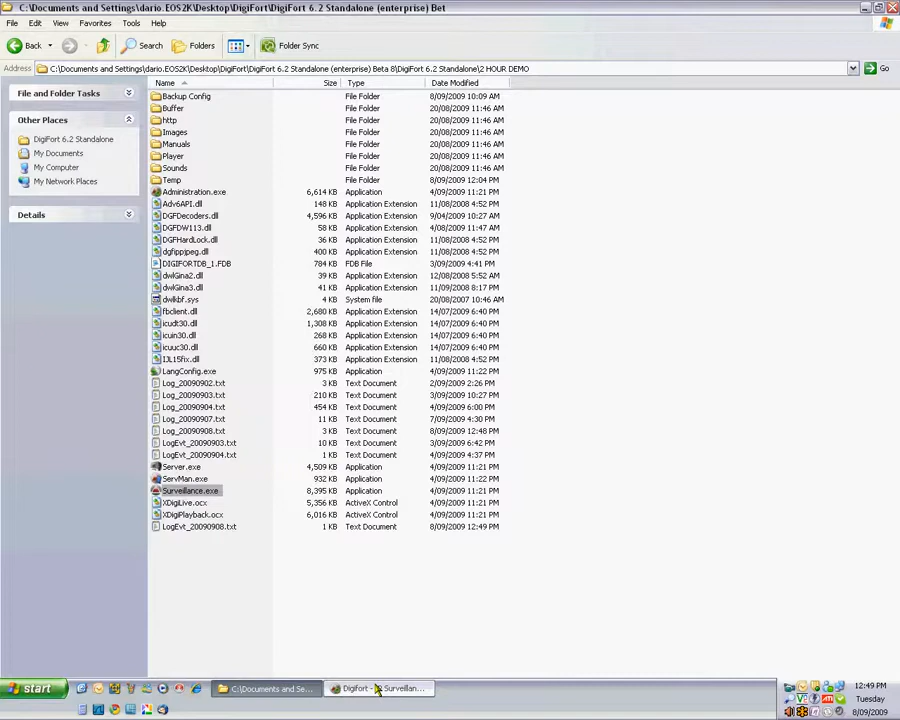 C:\Documents and Settings\dario.EOS2K\Desktop\DigiFort\DigiFort 6.2 Standalone (enterprise) Bet
File Edit View Favorites Tools Help
Back Search Folders Folder Sync
Address C:\Documents and Settings\dario.EOS2K\Desktop\DigiFort\DigiFort 6.2 Standalone (enterprise) Beta 8\DigiFort 6.2 Standalone\2 HOUR DEMO Go
File and Folder Tasks
Other Places
DigiFort 6.2 Standalone
My Documents
My Computer
My Network Places
Details
Name Size Type Date Modified
Backup Config File Folder 8/09/2009 10:09 AM
Buffer File Folder 20/08/2009 11:46 AM
http File Folder 20/08/2009 11:46 AM
Images File Folder 20/08/2009 11:46 AM
Manuals File Folder 20/08/2009 11:46 AM
Player File Folder 20/08/2009 11:46 AM
Sounds File Folder 20/08/2009 11:46 AM
Temp File Folder 8/09/2009 12:04 PM
Administration.exe 6,614 KB Application 4/09/2009 11:21 PM
Adv6API.dll 148 KB Application Extension 11/08/2008 4:52 PM
DGFDecoders.dll 4,596 KB Application Extension 9/04/2009 10:27 AM
DGFDW113.dll 58 KB Application Extension 4/08/2009 11:47 AM
DGFHardLock.dll 36 KB Application Extension 11/08/2008 4:52 PM
dgfippjpeg.dll 400 KB Application Extension 11/08/2008 4:52 PM
DIGIFORTDB_1.FDB 784 KB FDB File 3/09/2009 4:41 PM
dwlGina2.dll 39 KB Application Extension 12/08/2008 5:52 AM
dwlGina3.dll 41 KB Application Extension 11/09/2008 8:17 PM
dwlkbf.sys 4 KB System file 20/08/2007 10:46 AM
fbclient.dll 2,680 KB Application Extension 14/07/2009 6:40 PM
icudt30.dll 1,308 KB Application Extension 14/07/2009 6:40 PM
icuin30.dll 268 KB Application Extension 14/07/2009 6:40 PM
icuuc30.dll 660 KB Application Extension 14/07/2009 6:40 PM
IJL15fix.dll 373 KB Application Extension 11/08/2008 4:52 PM
LangConfig.exe 975 KB Application 4/09/2009 11:22 PM
Log_20090902.txt 3 KB Text Document 2/09/2009 2:26 PM
Log_20090903.txt 210 KB Text Document 3/09/2009 10:27 PM
Log_20090904.txt 454 KB Text Document 4/09/2009 6:00 PM
Log_20090907.txt 11 KB Text Document 7/09/2009 4:30 PM
Log_20090908.txt 3 KB Text Document 8/09/2009 12:48 PM
LogEvt_20090903.txt 10 KB Text Document 3/09/2009 6:42 PM
LogEvt_20090904.txt 1 KB Text Document 4/09/2009 4:37 PM
Server.exe 4,509 KB Application 4/09/2009 11:21 PM
ServMan.exe 932 KB Application 4/09/2009 11:21 PM
Surveillance.exe 8,395 KB Application 4/09/2009 11:21 PM
XDigiLive.ocx 5,356 KB ActiveX Control 4/09/2009 11:21 PM
XDigiPlayback.ocx 6,016 KB ActiveX Control 4/09/2009 11:21 PM
LogEvt_20090908.txt 1 KB Text Document 8/09/2009 12:49 PM
start C:\Documents and Se... Digifort - Surveillan...
12:49 PM
Tuesday
8/09/2009